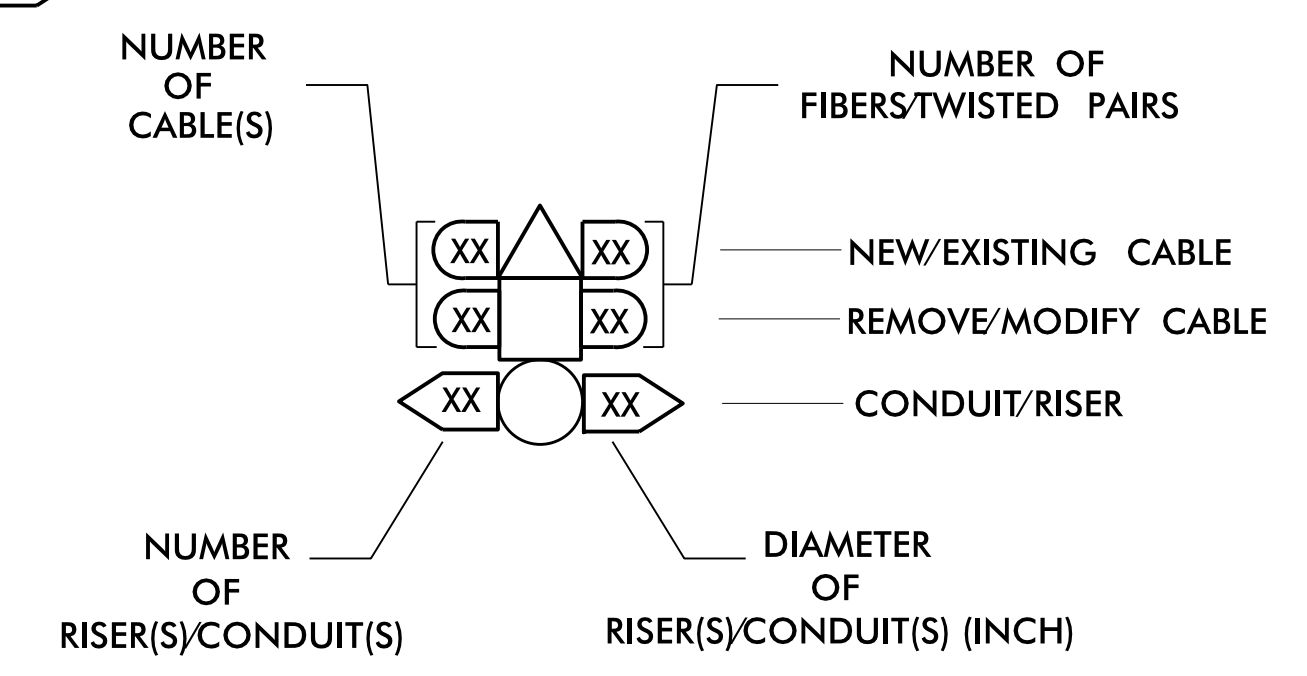 NUMBER
OF
CABLE(S)
NUMBER OF
FIBERS/TWISTED PAIRS
XX XX
NEW/EXISTING CABLE
XX XX
REMOVE/MODIFY CABLE
XX XX
CONDUIT/RISER
NUMBER
OF
RISER(S)/CONDUIT(S)
DIAMETER
OF
RISER(S)/CONDUIT(S) (INCH)